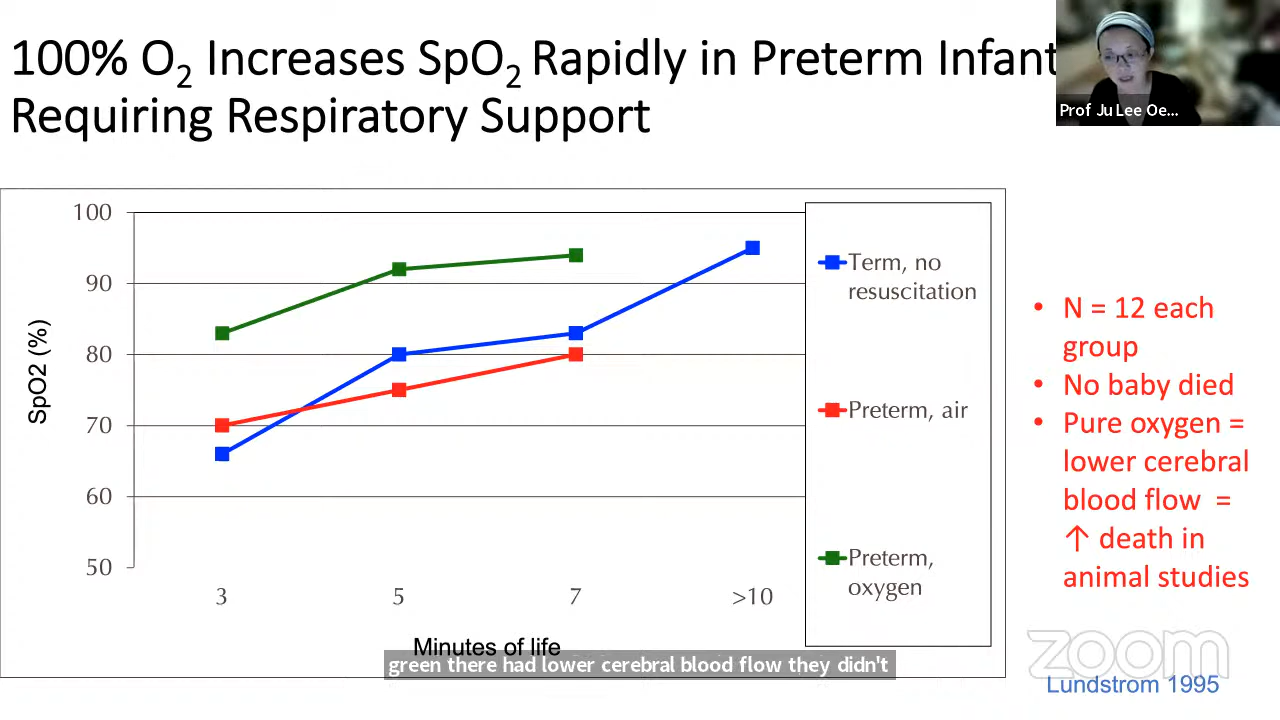 100% O2 Increases SpO2 Rapidly in Preterm Infant
Requiring Respiratory Support
Prof Ju Lee Oe...
100
90
80
70
60
50
SpO2 (%)
3 5 7 >10
Minutes of life
Term, no
resuscitation
Preterm, air
Preterm,
oxygen
• N = 12 each
group
• No baby died
• Pure oxygen =
lower cerebral
blood flow =
↑ death in
animal studies
green there had lower cerebral blood flow they didn't
zoom
Lundstrom 1995